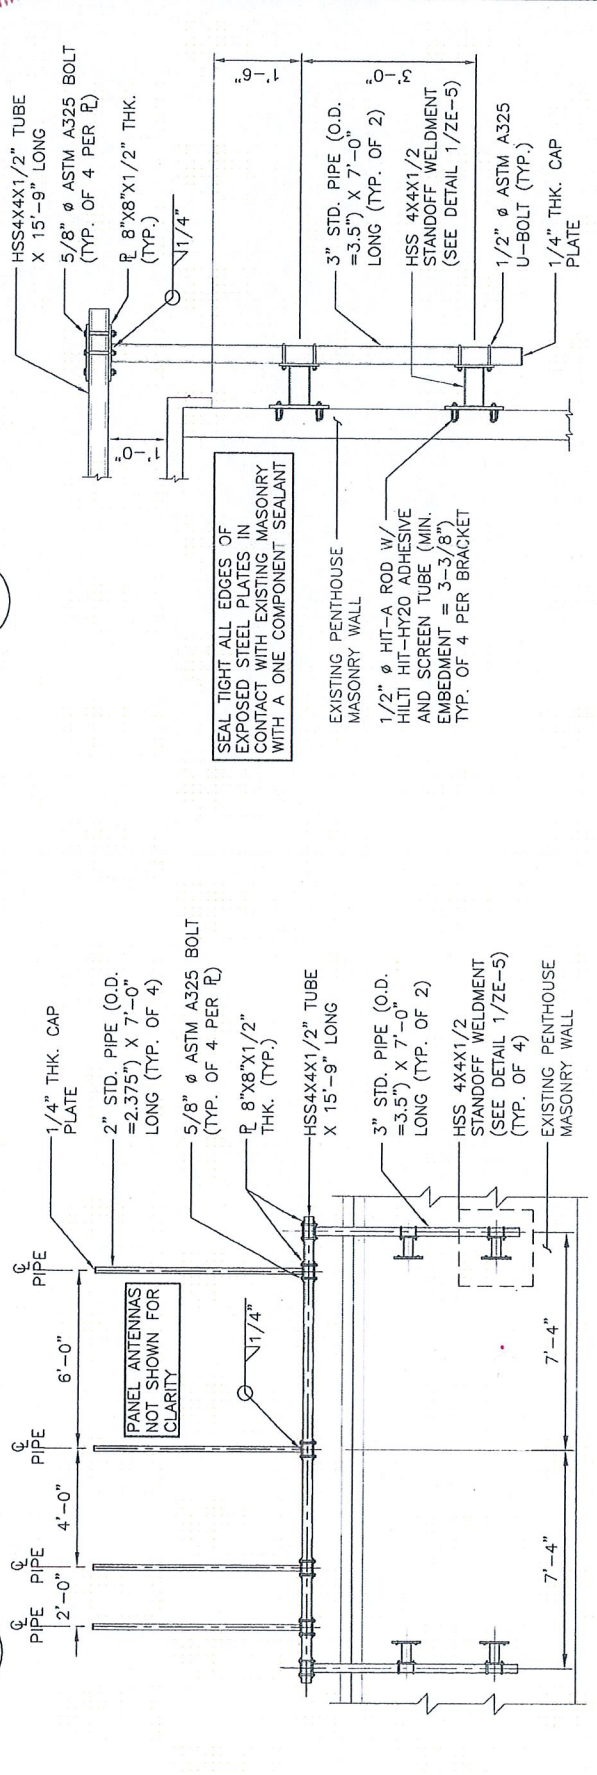 ℄
PIPE
℄
PIPE
℄
PIPE
℄
PIPE
2'-0"
4'-0"
6'-0"
1/4" THK. CAP
PLATE
2" STD. PIPE (O.D.
=2.375") X 7'-0"
LONG (TYP. OF 4)
PANEL ANTENNAS
NOT SHOWN FOR
CLARITY
1/4"
5/8" ø ASTM A325 BOLT
(TYP. OF 4 PER ⅊)
⅊ 8"X8"X1/2"
THK. (TYP.)
HSS4X4X1/2" TUBE
X 15'-9" LONG
3" STD. PIPE (O.D.
=3.5") X 7'-0"
LONG (TYP. OF 2)
HSS 4X4X1/2
STANDOFF WELDMENT
(SEE DETAIL 1/ZE-5)
(TYP. OF 4)
EXISTING PENTHOUSE
MASONRY WALL
7'-4"
7'-4"
HSS4X4X1/2" TUBE
X 15'-9" LONG
5/8" ø ASTM A325 BOLT
(TYP. OF 4 PER ⅊)
⅊ 8"X8"X1/2" THK.
(TYP.)
1/4"
1'-0"
1'-6"
3'-0"
SEAL TIGHT ALL EDGES OF
EXPOSED STEEL PLATES IN
CONTACT WITH EXISTING MASONRY
WITH A ONE COMPONENT SEALANT
EXISTING PENTHOUSE
MASONRY WALL
1/2" ø HIT-A ROD W/
HILTI HIT-HY20 ADHESIVE
AND SCREEN TUBE (MIN.
EMBEDMENT = 3-3/8")
TYP. OF 4 PER BRACKET
3" STD. PIPE (O.D.
=3.5") X 7'-0"
LONG (TYP. OF 2)
HSS 4X4X1/2
STANDOFF WELDMENT
(SEE DETAIL 1/ZE-5)
1/2" ø ASTM A325
U-BOLT (TYP.)
1/4" THK. CAP
PLATE